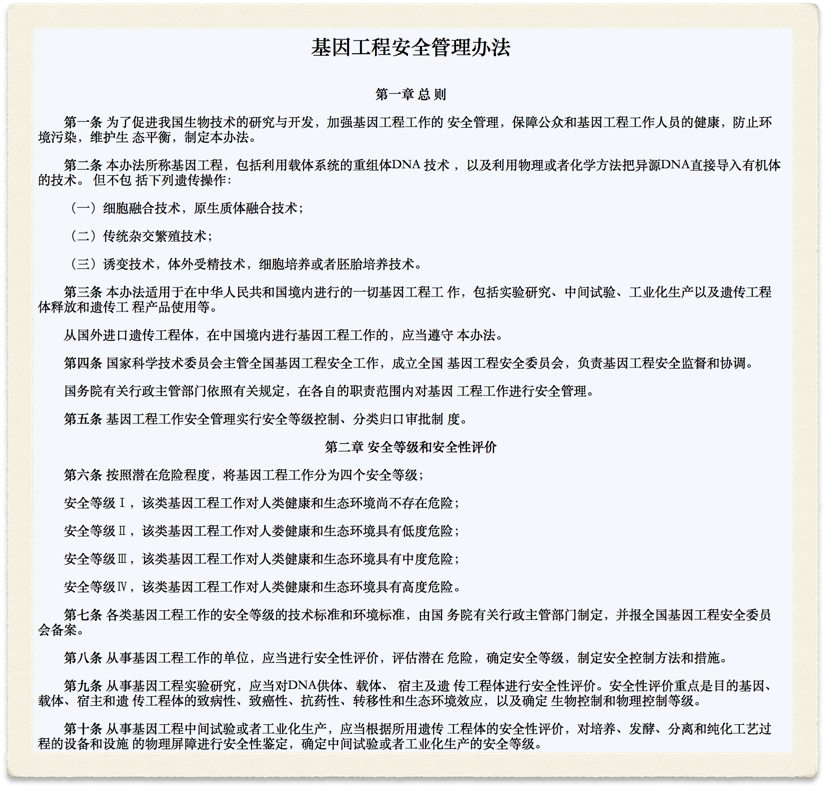 基因工程安全管理办法
第一章 总 则
第一条 为了促进我国生物技术的研究与开发，加强基因工程工作的 安全管理，保障公众和基因工程工作人员的健康，防止环
境污染，维护生 态平衡，制定本办法。
第二条 本办法所称基因工程，包括利用载体系统的重组体DNA 技术 ，以及利用物理或者化学方法把异源DNA直接导入有机体
的技术。 但不包 括下列遗传操作：
（一）细胞融合技术，原生质体融合技术；
（二）传统杂交繁殖技术；
（三）诱变技术，体外受精技术，细胞培养或者胚胎培养技术。
第三条 本办法适用于在中华人民共和国境内进行的一切基因工程工 作，包括实验研究、中间试验、工业化生产以及遗传工程
体释放和遗传工 程产品使用等。
从国外进口遗传工程体，在中国境内进行基因工程工作的，应当遵守 本办法。
第四条 国家科学技术委员会主管全国基因工程安全工作，成立全国 基因工程安全委员会，负责基因工程安全监督和协调。
国务院有关行政主管部门依照有关规定，在各自的职责范围内对基因 工程工作进行安全管理。
第五条 基因工程工作安全管理实行安全等级控制、分类归口审批制 度。
第二章 安全等级和安全性评价
第六条 按照潜在危险程度，将基因工程工作分为四个安全等级；
安全等级Ⅰ，该类基因工程工作对人类健康和生态环境尚不存在危险；
安全等级Ⅱ，该类基因工程工作对人娄健康和生态环境具有低度危险；
安全等级Ⅲ，该类基因工程工作对人类健康和生态环境具有中度危险；
安全等级Ⅳ，该类基因工程工作对人类健康和生态环境具有高度危险。
第七条 各类基因工程工作的安全等级的技术标准和环境标准，由国 务院有关行政主管部门制定，并报全国基因工程安全委员
会备案。
第八条 从事基因工程工作的单位，应当进行安全性评价，评估潜在 危险，确定安全等级，制定安全控制方法和措施。
第九条 从事基因工程实验研究，应当对DNA供体、载体、 宿主及遗 传工程体进行安全性评价。安全性评价重点是目的基因、
载体、宿主和遗 传工程体的致病性、致癌性、抗药性、转移性和生态环境效应，以及确定 生物控制和物理控制等级。
第十条 从事基因工程中间试验或者工业化生产，应当根据所用遗传 工程体的安全性评价，对培养、发酵、分离和纯化工艺过
程的设备和设施 的物理屏障进行安全性鉴定，确定中间试验或者工业化生产的安全等级。